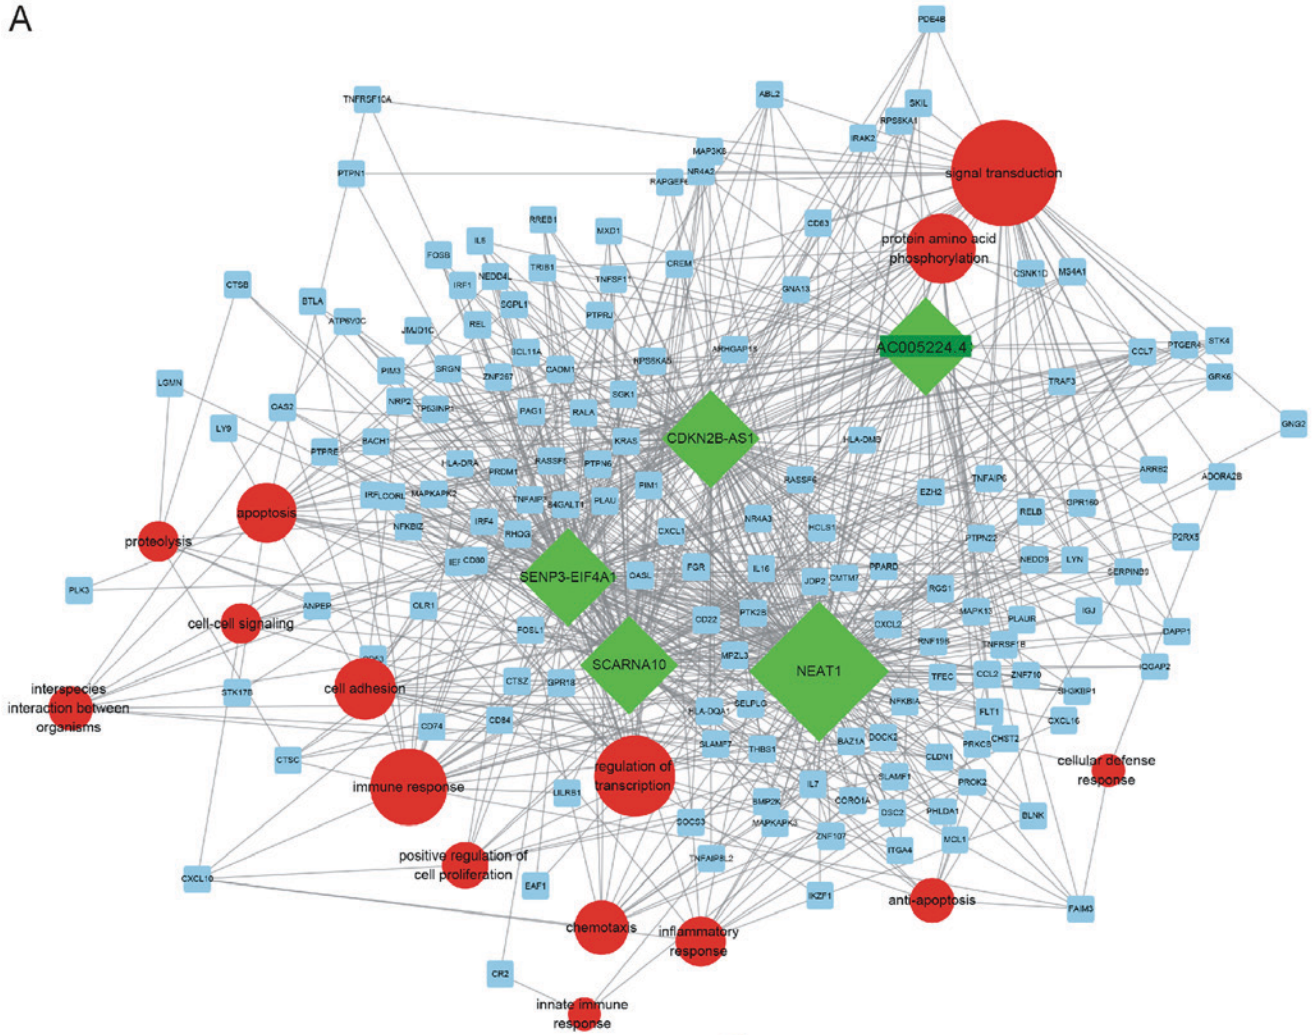 A
PDE4B
ABL2
SKIL
TNFRSF10A
RPS6KA1
IRAK2
MAP3K8
NR4A2
PTPN1
signal transduction
CD83
RREB1
MXD1
IL6
protein amino acid
phosphorylation
FOSB
CREM
TRIB1
NEDD4L
TNFSF11
CSNK1D
MS4A1
CTSB
IRF1
GNA13
BTLA
SGPL1
PTPRJ
ATP6V0C
REL
JMJD1C
STK4
PTGER4
AC005224.4
CCL7
BCL11A
ARHGAP15
RPS6KA5
CADM1
SRGN
PIM3
ZNF267
TRAF3
GRK6
LGMN
SGK1
NRP2
TP53INP1
OAS3
PAG1
RALA
GNG2
LY9
CDKN2B-AS1
KRAS
BACH1
HLA-DMB
PTPRE
HLA-DRA
RASSF5
PTPN6
PRDM1
ARRB2
ADORA2B
RASSF6
TNFAIP6
PIM1
EZH2
MAPKAPK2
TNFAIP3
PLAU
B4GALT1
GPR160
apoptosis
RELB
IRF4
NR4A3
NFKBIZ
HCLS1
CXCL1
RHOG
PTPN22
P2RX5
proteolysis
NEDD9
LYN
CD80
FGR
IL16
PPARD
SENP3-EIF4A1
OASL
CMTM7
JDP2
SERPINB9
PLK3
RGS1
ANPEP
OLR1
MAPK13
IGJ
PTK2B
PLAUR
CD22
cell-cell signaling
CXCL2
FOSL1
DAPP1
RNF19B
TNFRSF1B
MPZL3
SCARNA10
NEAT1
IQGAP2
TFEC
CCL2
ZNF710
CTSZ
GPR18
cell adhesion
interspecies
interaction between
organisms
STK17B
SH3KBP1
NFKBIA
SELPLG
HLA-DQA1
FLT1
CXCL16
CD84
CD74
DOCK2
BAZ1A
CHST2
PRKCB
SLAMF7
THBS1
CLDN1
CTSC
cellular defense
response
regulation of
transcription
SLAMF1
IL7
PROK2
immune response
LILRB1
BMP2K
CORO1A
DSC2
PHLDA1
BLNK
SOCS3
MAPKAPK3
ZNF107
MCL1
ITGA4
TNFAIP8L2
positive regulation of
cell proliferation
CXCL10
EAF1
IKZF1
anti-apoptosis
FAIM3
chemotaxis
inflammatory
response
CR2
innate immune
response